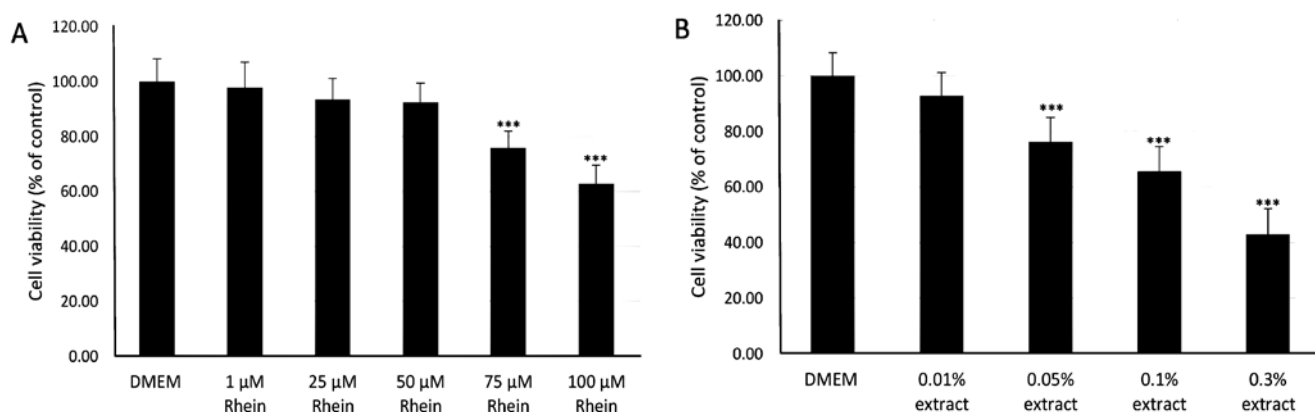 A
Cell viability (% of control)
120.00
100.00
80.00
60.00
40.00
20.00
0.00
***
***
DMEM 1 µM 25 µM 50 µM 75 µM 100 µM
Rhein Rhein Rhein Rhein Rhein
B
Cell viability (% of control)
120.00
100.00
80.00
60.00
40.00
20.00
0.00
***
***
***
DMEM 0.01% 0.05% 0.1% 0.3%
extract extract extract extract